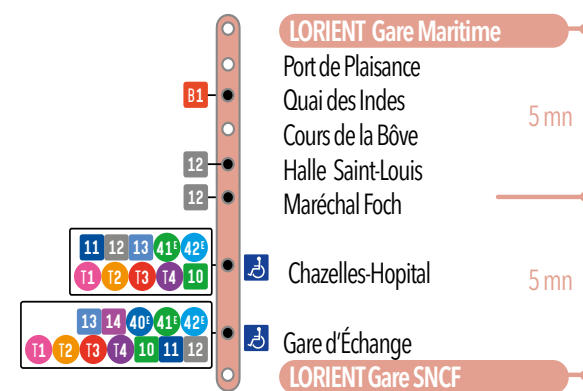 LORIENT Gare Maritime
Port de Plaisance
B1 Quai des Indes
5 mn
Cours de la Bôve
12 Halle Saint-Louis
12 Maréchal Foch
11 12 13 41E 42E
T1 T2 T3 T4 10
Chazelles-Hopital
5 mn
13 14 40E 41E 42E
T1 T2 T3 T4 10 11 12
Gare d'Échange
LORIENT Gare SNCF